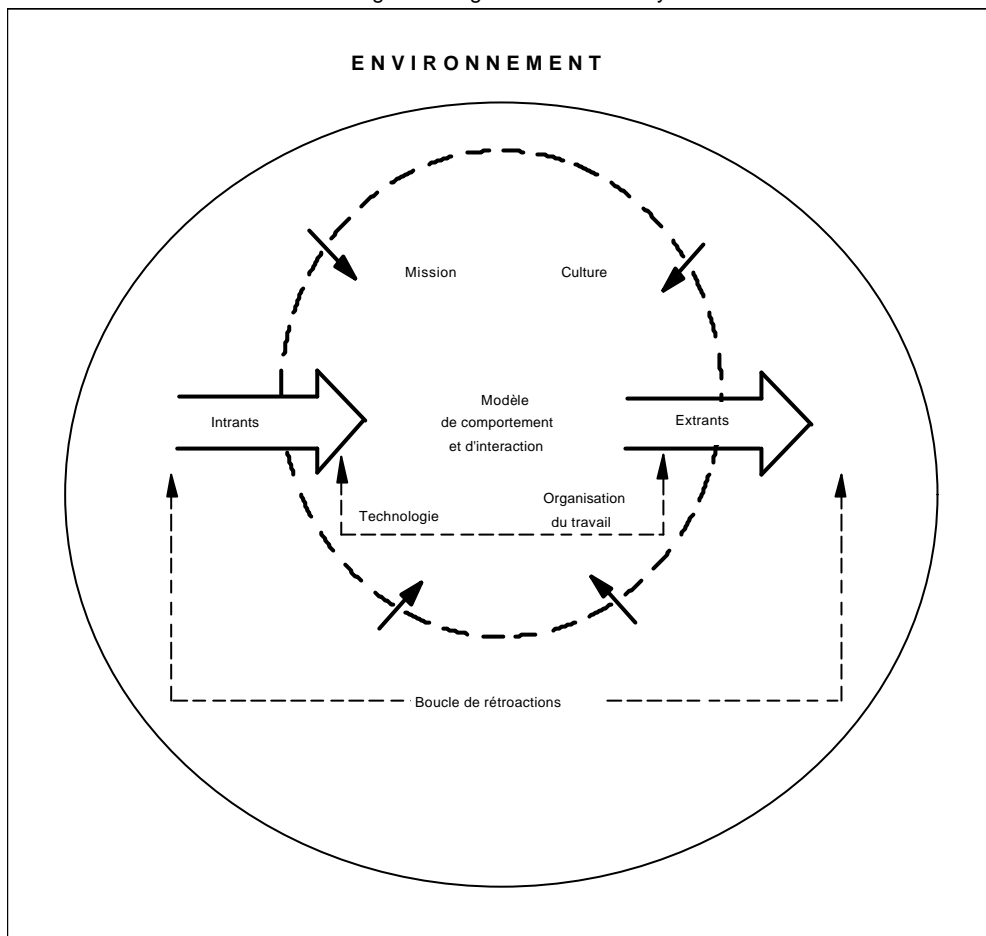 ENVIRONNEMENT
Mission Culture
Modèle
Intrants de comportement Extrants
et d'interaction
Organisation
Technologie
du travail
Boucle de rétroactions